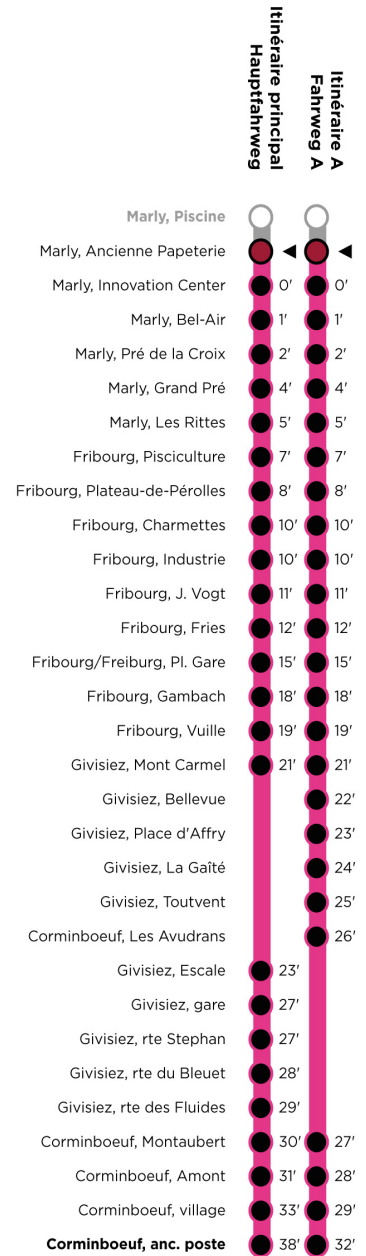 Itinéraire principal
Hauptfahrweg
Itinéraire A
Fahrweg A
Marly, Piscine
Marly, Ancienne Papeterie
Marly, Innovation Center 0' 0'
Marly, Bel-Air 1' 1'
Marly, Pré de la Croix 2' 2'
Marly, Grand Pré 4' 4'
Marly, Les Rittes 5' 5'
Fribourg, Pisciculture 7' 7'
Fribourg, Plateau-de-Pérolles 8' 8'
Fribourg, Charmettes 10' 10'
Fribourg, Industrie 10' 10'
Fribourg, J. Vogt 11' 11'
Fribourg, Fries 12' 12'
Fribourg/Freiburg, Pl. Gare 15' 15'
Fribourg, Gambach 18' 18'
Fribourg, Vuille 19' 19'
Givisiez, Mont Carmel 21' 21'
Givisiez, Bellevue 22'
Givisiez, Place d'Affry 23'
Givisiez, La Gaîté 24'
Givisiez, Toutvent 25'
Corminboeuf, Les Avudrans 26'
Givisiez, Escale 23'
Givisiez, gare 27'
Givisiez, rte Stephan 27'
Givisiez, rte du Bleuet 28'
Givisiez, rte des Fluides 29'
Corminboeuf, Montaubert 30' 27'
Corminboeuf, Amont 31' 28'
Corminboeuf, village 33' 29'
Corminboeuf, anc. poste 38' 32'